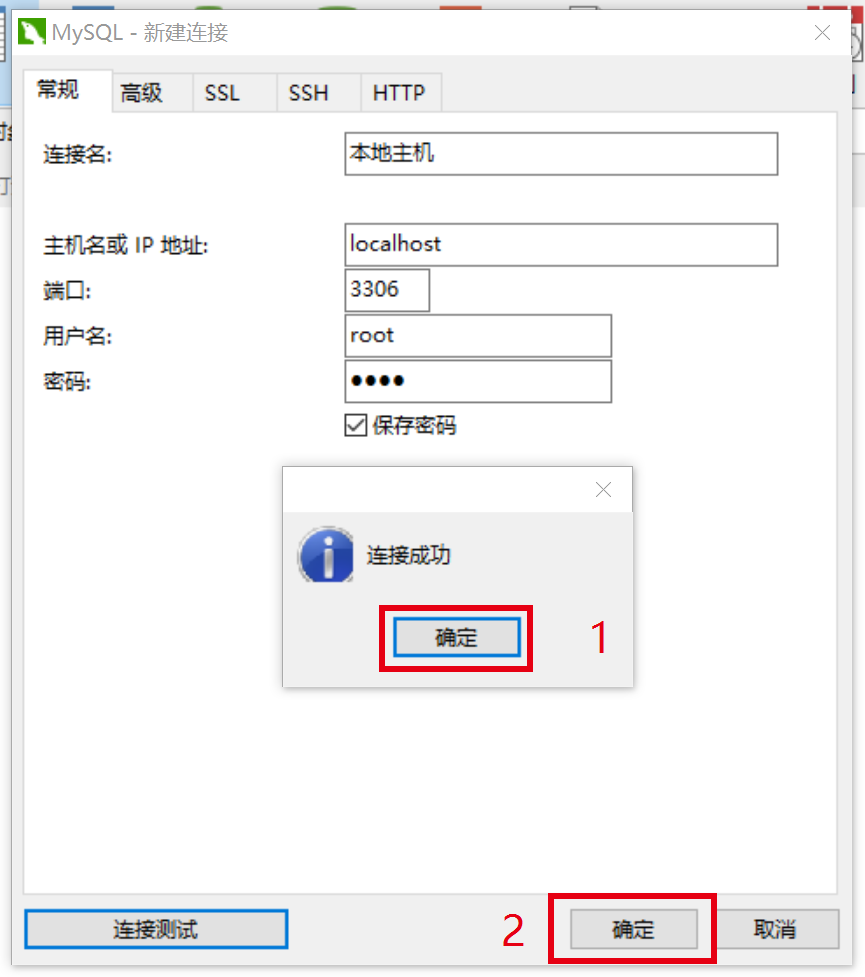 MySQL - 新建连接
常规 高级 SSL SSH HTTP
连接名: 本地主机
主机名或 IP 地址: localhost
端口: 3306
用户名: root
密码: ●●●●
保存密码
连接成功
确定 1
连接测试 2 确定 取消